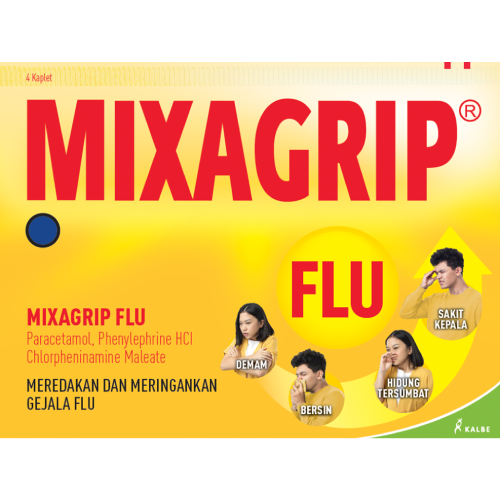 4 Kaplet
MIXAGRIP®
FLU
MIXAGRIP FLU
Paracetamol, Phenylephrine HCl
Chlorpheninamine Maleate
MEREDAKAN DAN MERINGANKAN
GEJALA FLU
DEMAM
BERSIN
HIDUNG
TERSUMBAT
SAKIT
KEPALA
KALBE